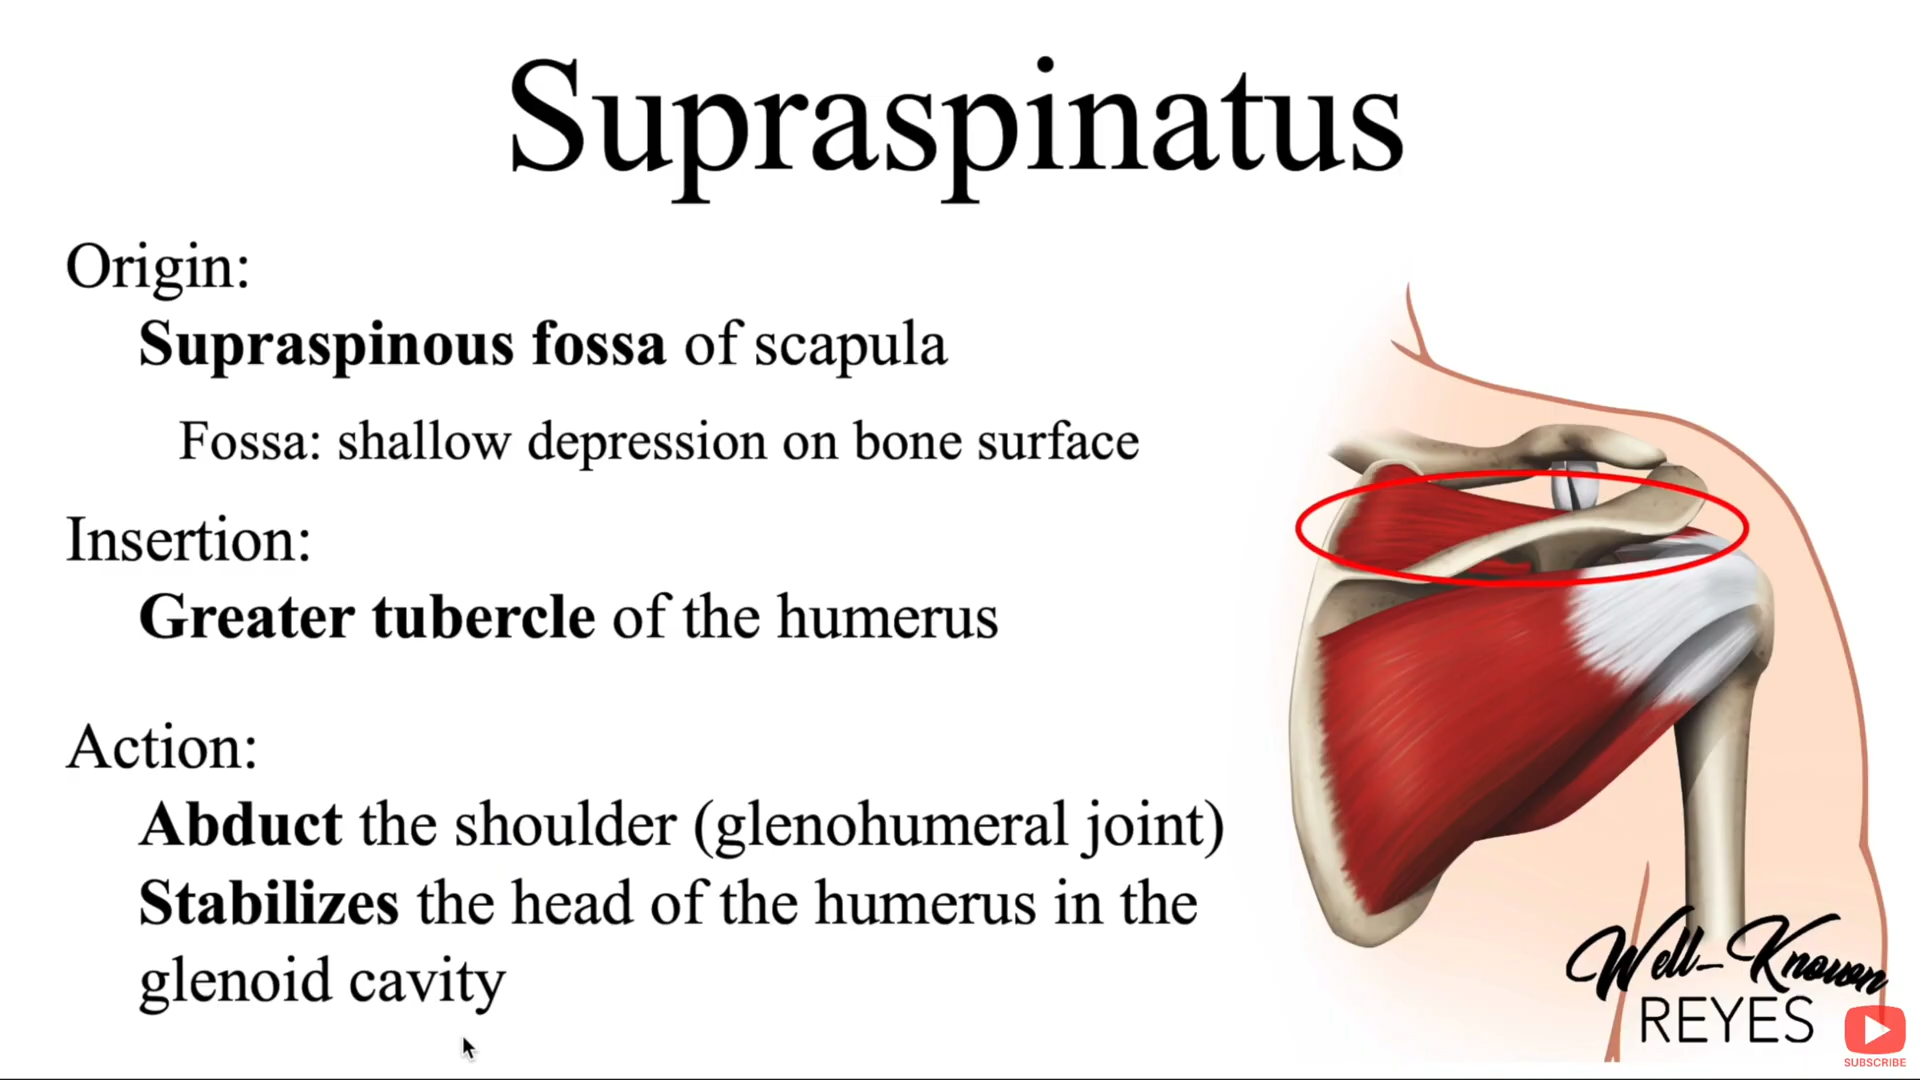 Supraspinatus
Origin:
Supraspinous fossa of scapula
Fossa: shallow depression on bone surface
Insertion:
Greater tubercle of the humerus
Action:
Abduct the shoulder (glenohumeral joint)
Stabilizes the head of the humerus in the
glenoid cavity
Well-Known
REYES
SUBSCRIBE